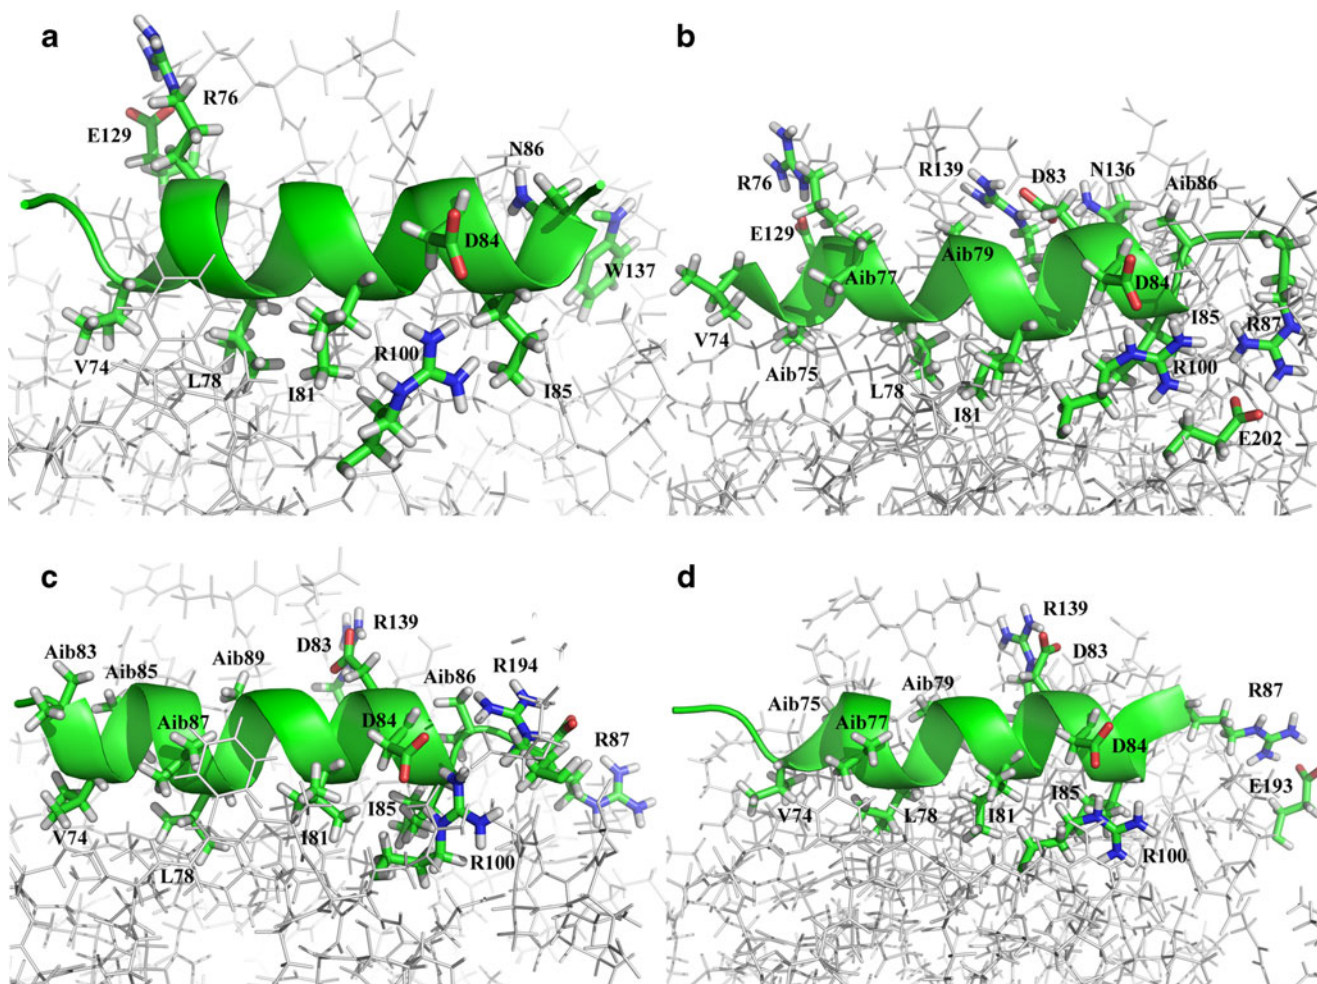 a
R76
E129
N86
D84
W137
V74
L78
I81
R100
I85
b
R76
R139
D83
N136
Aib86
E129
Aib79
Aib77
D84
V74
I85
R87
Aib75
L78
R100
I81
E202
c
R139
Aib83
D83
Aib85
Aib89
Aib86
R194
Aib87
D84
R87
I85
V74
I81
R100
L78
d
R139
D83
Aib75
Aib79
R87
Aib77
D84
E193
I85
V74
L78
I81
R100